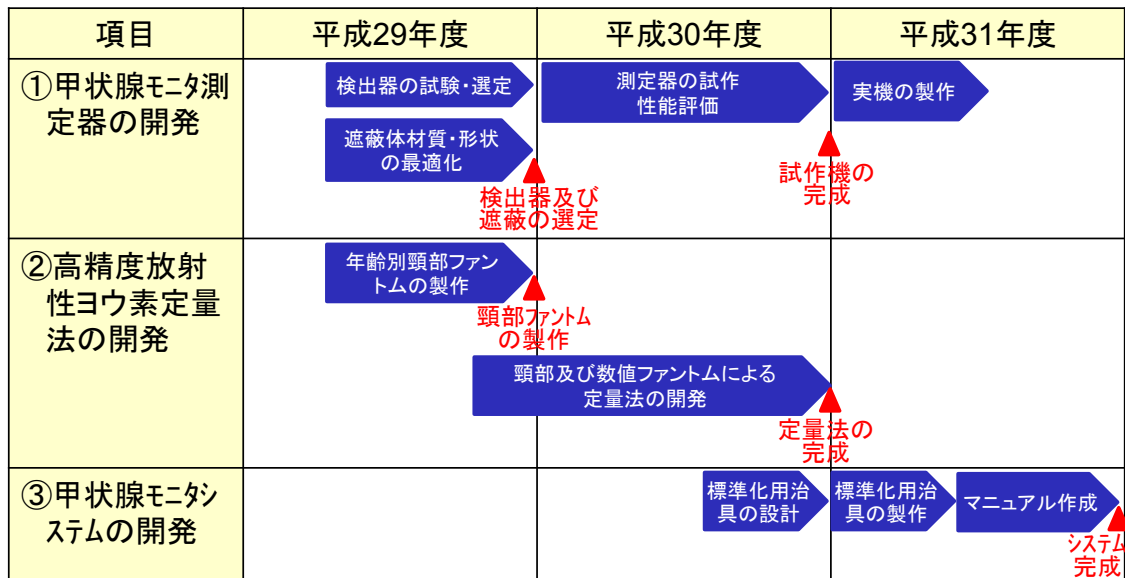 項目
平成29年度
平成30年度
平成31年度
①甲状腺ﾓﾆﾀ測
定器の開発
検出器の試験・選定
遮蔽体材質・形状
の最適化
検出器及び
遮蔽の選定
測定器の試作
性能評価
試作機の
完成
実機の製作
②高精度放射
性ヨウ素定量
法の開発
年齢別頸部ファン
トムの製作
頸部ﾌｧﾝﾄﾑ
の製作
頸部及び数値ファントムによる
定量法の開発
定量法の
完成
③甲状腺ﾓﾆﾀｼ
ｽﾃﾑの開発
標準化用治
具の設計
標準化用治
具の製作
マニュアル作成
ｼｽﾃﾑ
完成